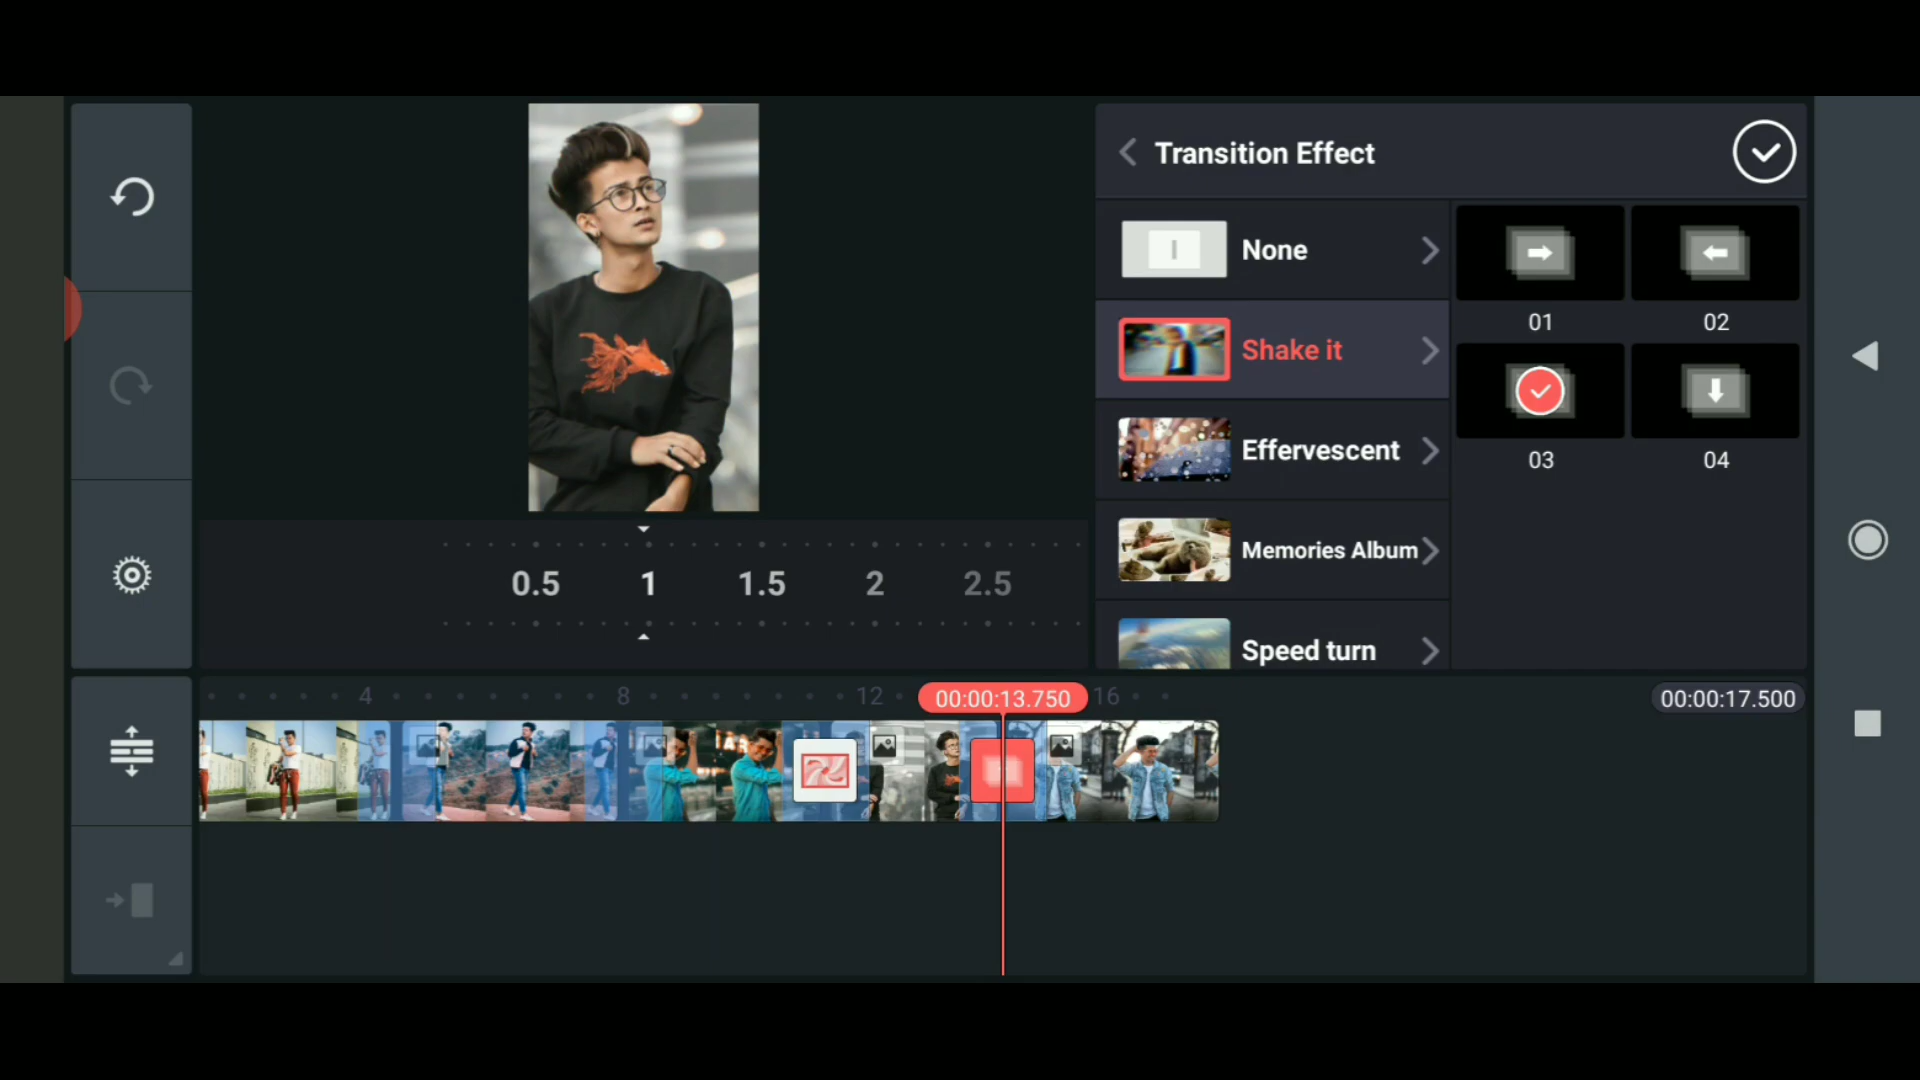 Transition Effect
None
01
02
Shake it
03
04
Effervescent
Memories Album
Speed turn
0.5
1
1.5
2
2.5
4
8
12
00:00:13.750
16
00:00:17.500